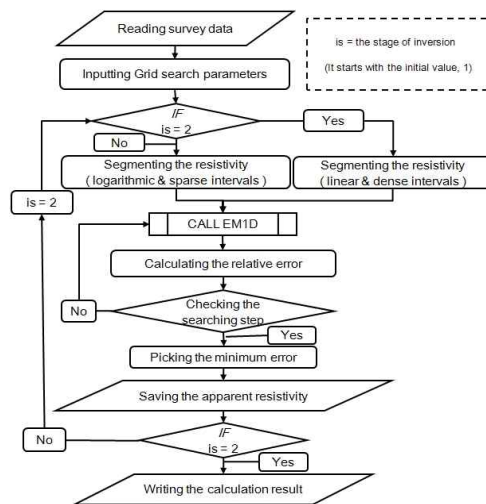 Reading survey data
is = the stage of inversion
(It starts with the initial value, 1)
Inputting Grid search parameters
IF
is = 2
Yes
No
Segmenting the resistivity
( logarithmic & sparse intervals )
Segmenting the resistivity
( linear & dense intervals )
is = 2
CALL EM1D
Calculating the relative error
No
Checking the
searching step
Yes
Picking the minimum error
Saving the apparent resistivity
No
IF
is = 2
Yes
Writing the calculation result